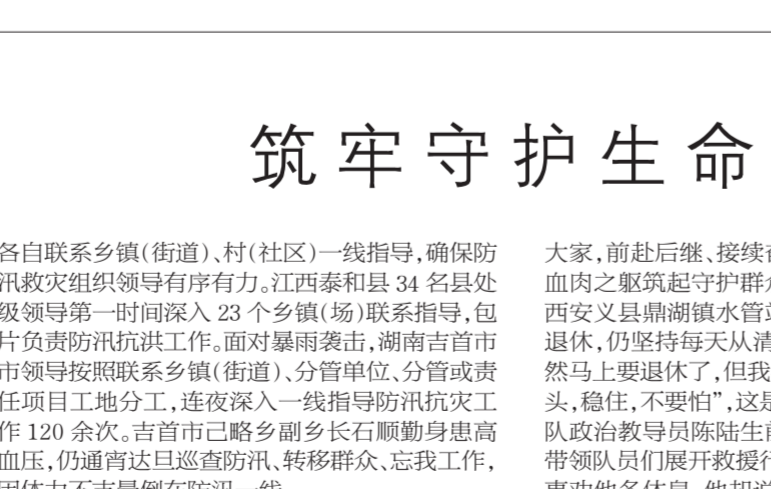 筑牢守护生命
各自联系乡镇(街道)、村(社区)一线指导,确保防
汛救灾组织领导有序有力。江西泰和县 34 名县处
级领导第一时间深入 23 个乡镇(场)联系指导,包
片负责防汛抗洪工作。面对暴雨袭击,湖南吉首市
市领导按照联系乡镇(街道)、分管单位、分管或责
任项目工地分工,连夜深入一线指导防汛抗灾工
作 120 余次。吉首市己略乡副乡长石顺勤身患高
血压,仍通宵达旦巡查防汛、转移群众、忘我工作,
大家,前赴后继、接续
血肉之躯筑起守护群众
西安义县鼎湖镇水管站
退休,仍坚持每天从清
然马上要退休了,但我
头,稳住,不要怕”,这是
队政治教导员陈陆生前
带领队员们展开救援行